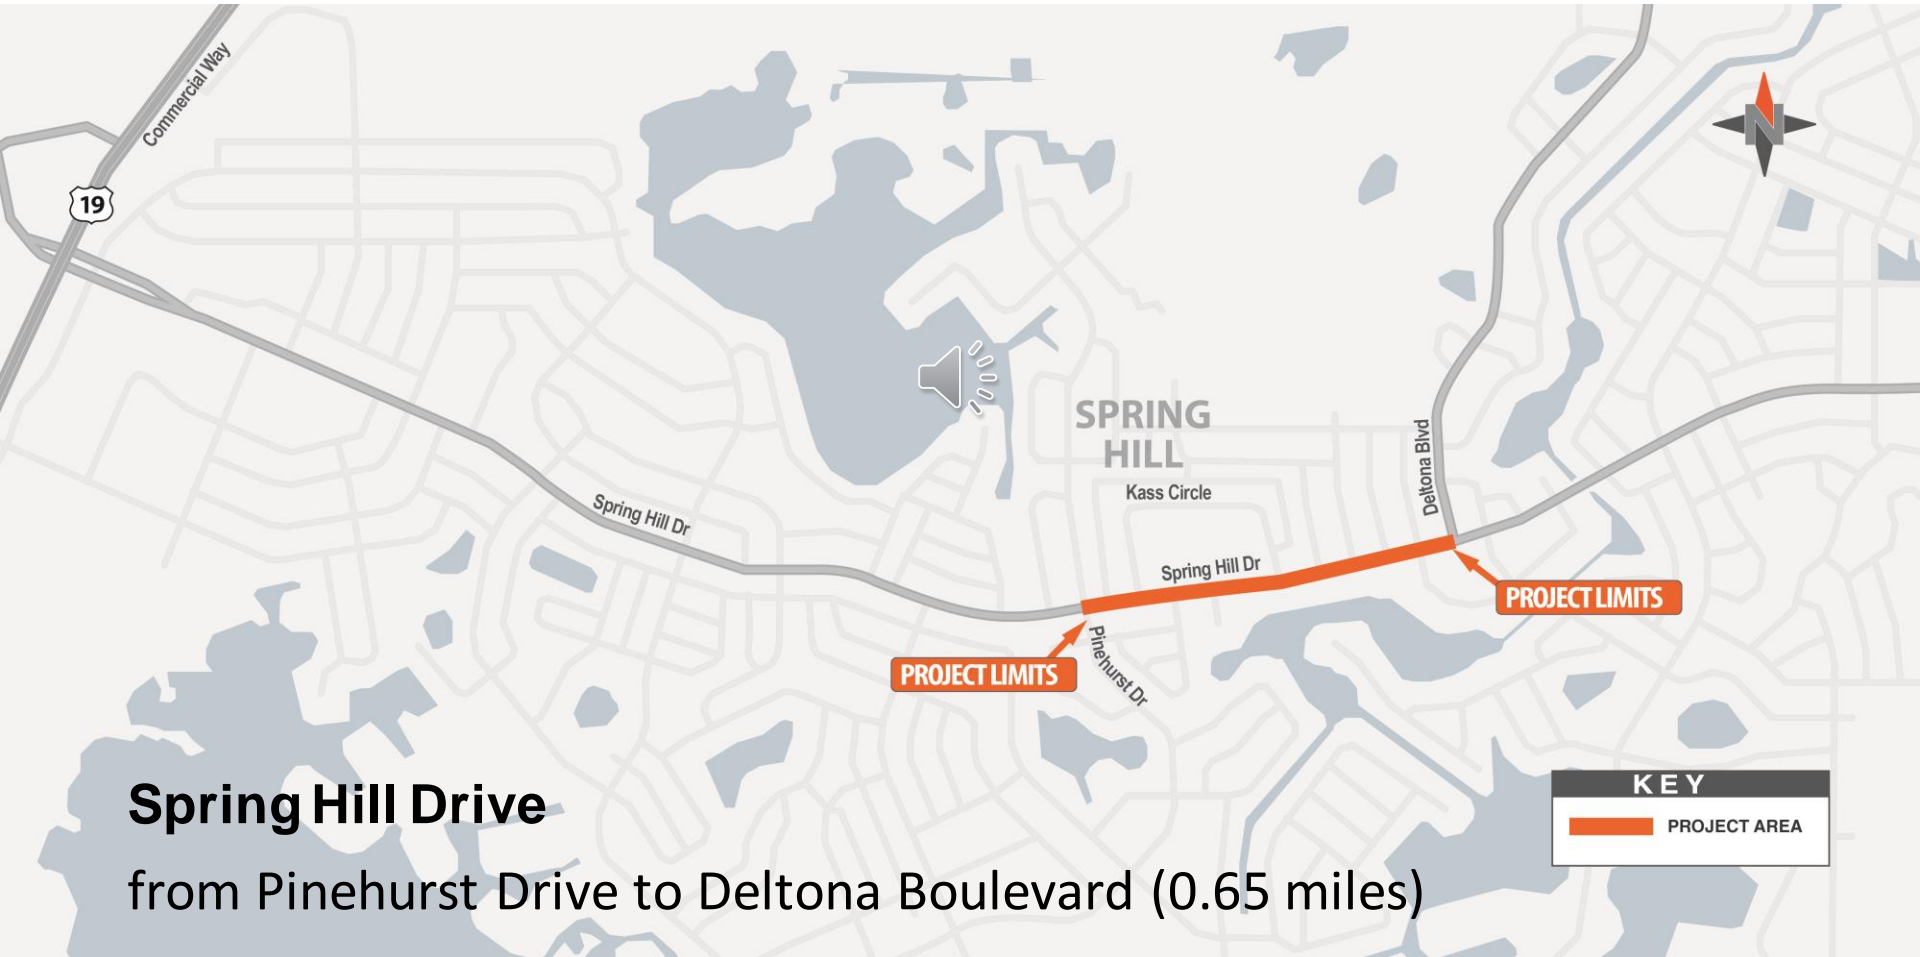 Commercial Way
19
N
SPRING
HILL
Kass Circle
Deltona Blvd
Spring Hill Dr
Spring Hill Dr
PROJECT LIMITS
PROJECT LIMITS
Pinehurst Dr
KEY
PROJECT AREA
Spring Hill Drive
from Pinehurst Drive to Deltona Boulevard (0.65 miles)